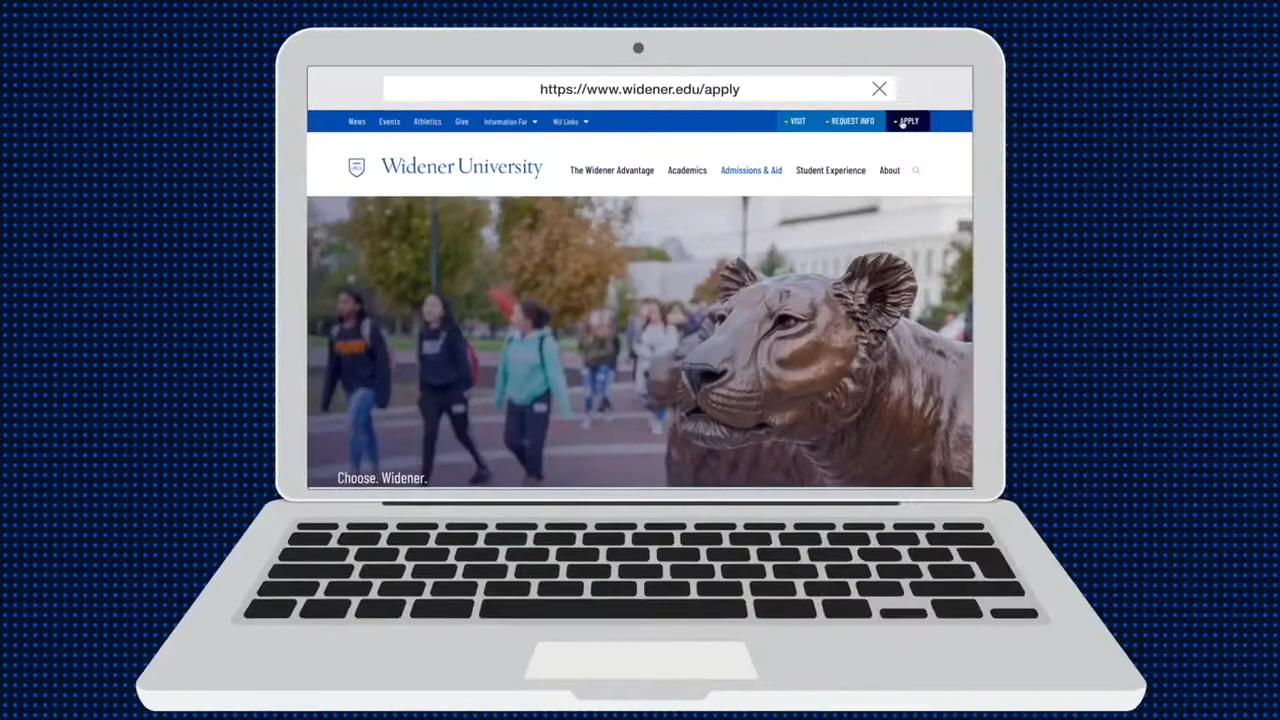 https://www.widener.edu/apply
News Events Athletics Give Information For WU Links VISIT REQUEST INFO APPLY
Widener University The Widener Advantage Academics Admissions & Aid Student Experience About
Choose. Widener.